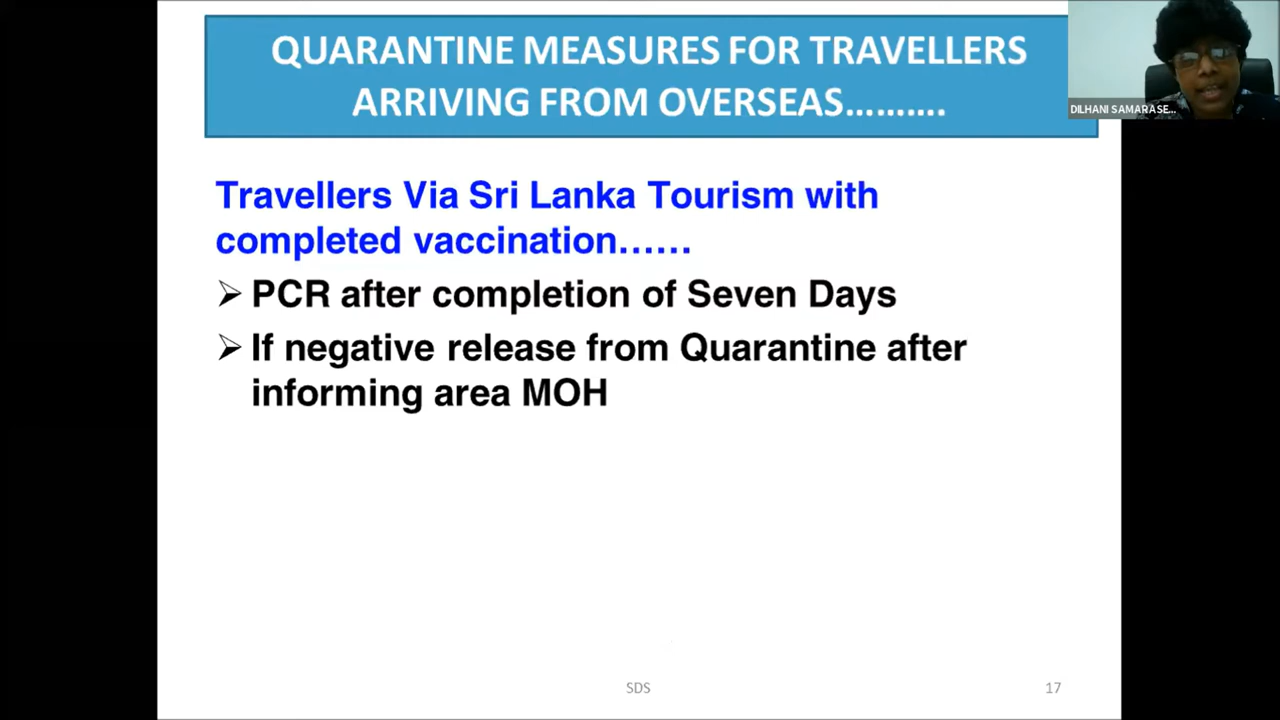 QUARANTINE MEASURES FOR TRAVELLERS
ARRIVING FROM OVERSEAS……….
DILHANI SAMARASE...
Travellers Via Sri Lanka Tourism with
completed vaccination……
➢ PCR after completion of Seven Days
➢ If negative release from Quarantine after
informing area MOH
SDS
17